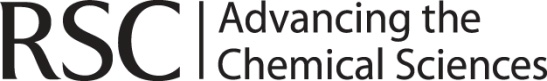 RSC | Advancing the
Chemical Sciences